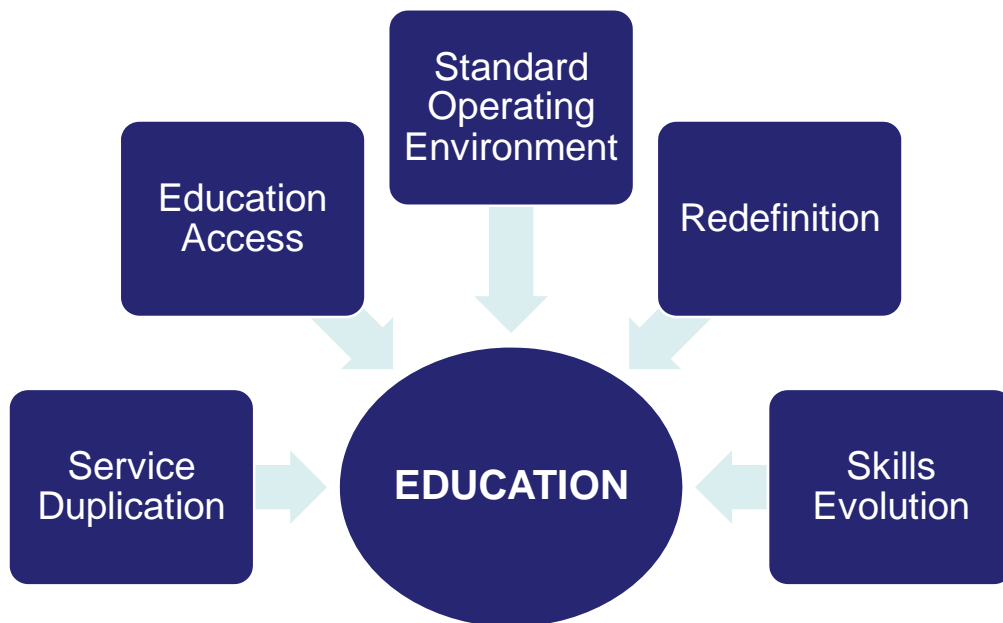 Standard
Operating
Environment
Education
Access
Redefinition
Service
Duplication
EDUCATION
Skills
Evolution